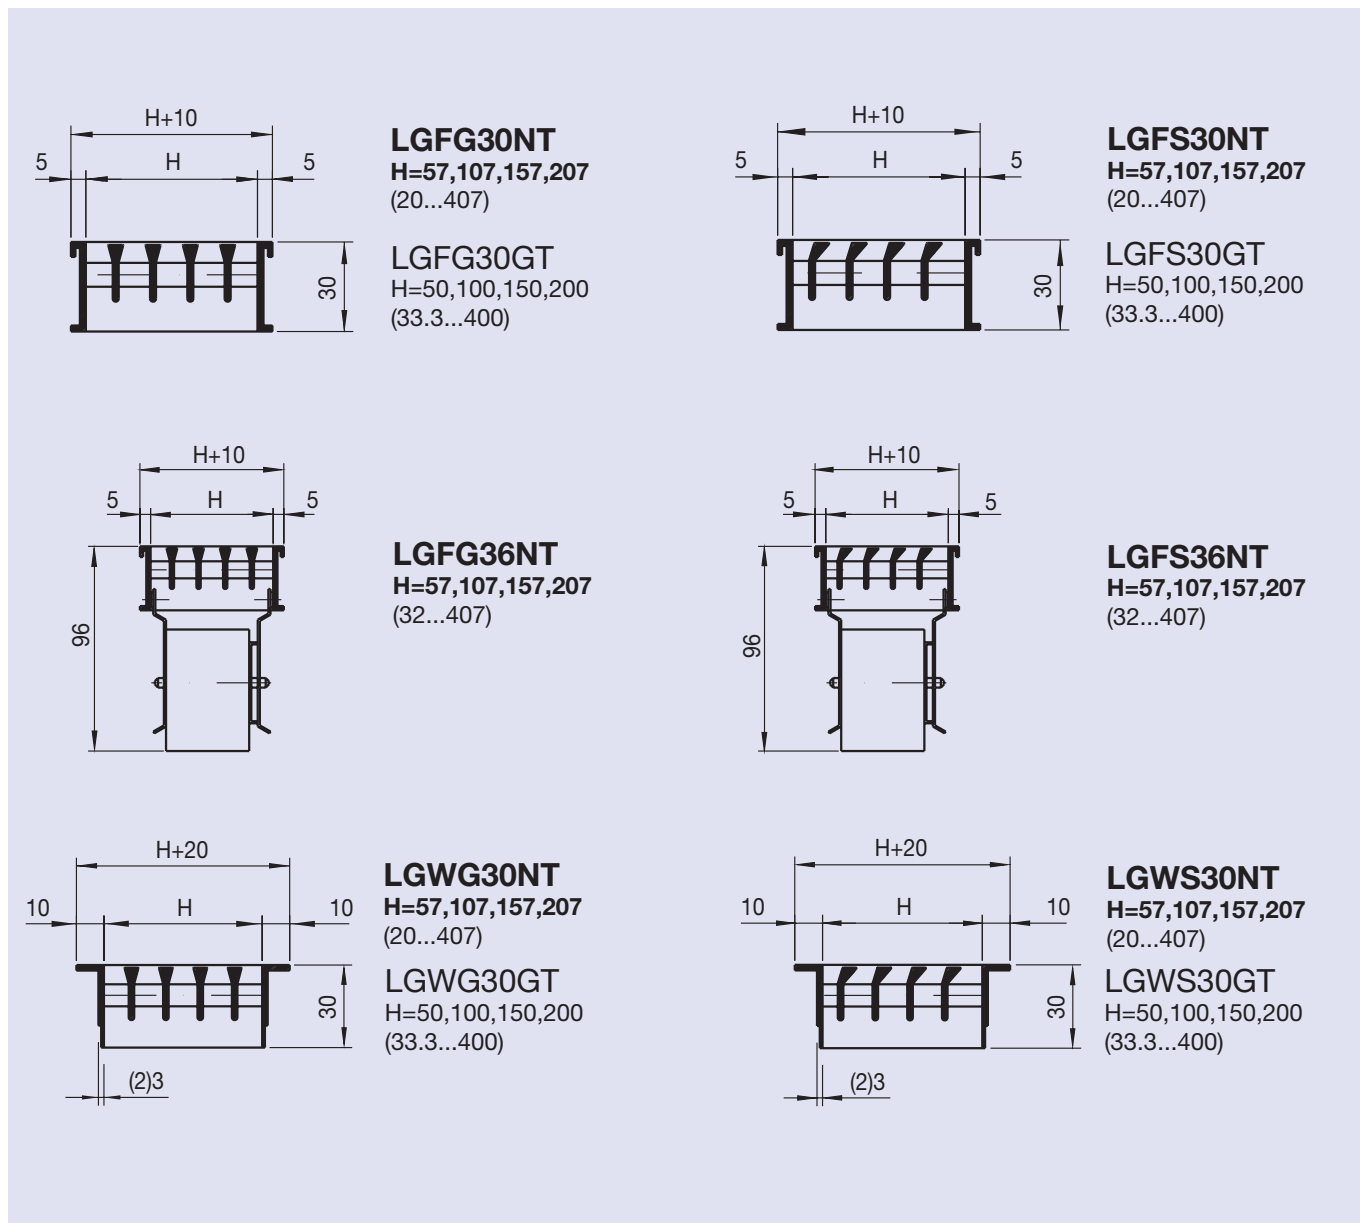 H+10
5 H 5
30
LGFG30NT
H=57,107,157,207
(20...407)
LGFG30GT
H=50,100,150,200
(33.3...400)
H+10
5 H 5
30
LGFS30NT
H=57,107,157,207
(20...407)
LGFS30GT
H=50,100,150,200
(33.3...400)
H+10
5 H 5
96
LGFG36NT
H=57,107,157,207
(32...407)
H+10
5 H 5
96
LGFS36NT
H=57,107,157,207
(32...407)
H+20
10 H 10
30
(2)3
LGWG30NT
H=57,107,157,207
(20...407)
LGWG30GT
H=50,100,150,200
(33.3...400)
H+20
10 H 10
30
(2)3
LGWS30NT
H=57,107,157,207
(20...407)
LGWS30GT
H=50,100,150,200
(33.3...400)